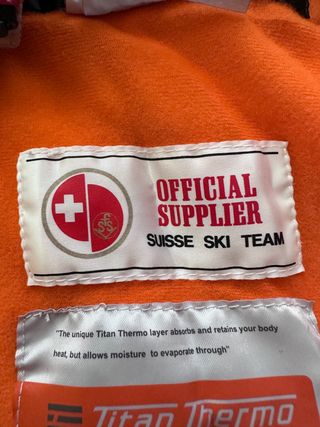 OFFICIAL
SUPPLIER
SUISSE SKI TEAM
"The unique Titan Thermo layer absorbs and retains your body
heat, but allows moisture to evaporate through"
Titan Thermo